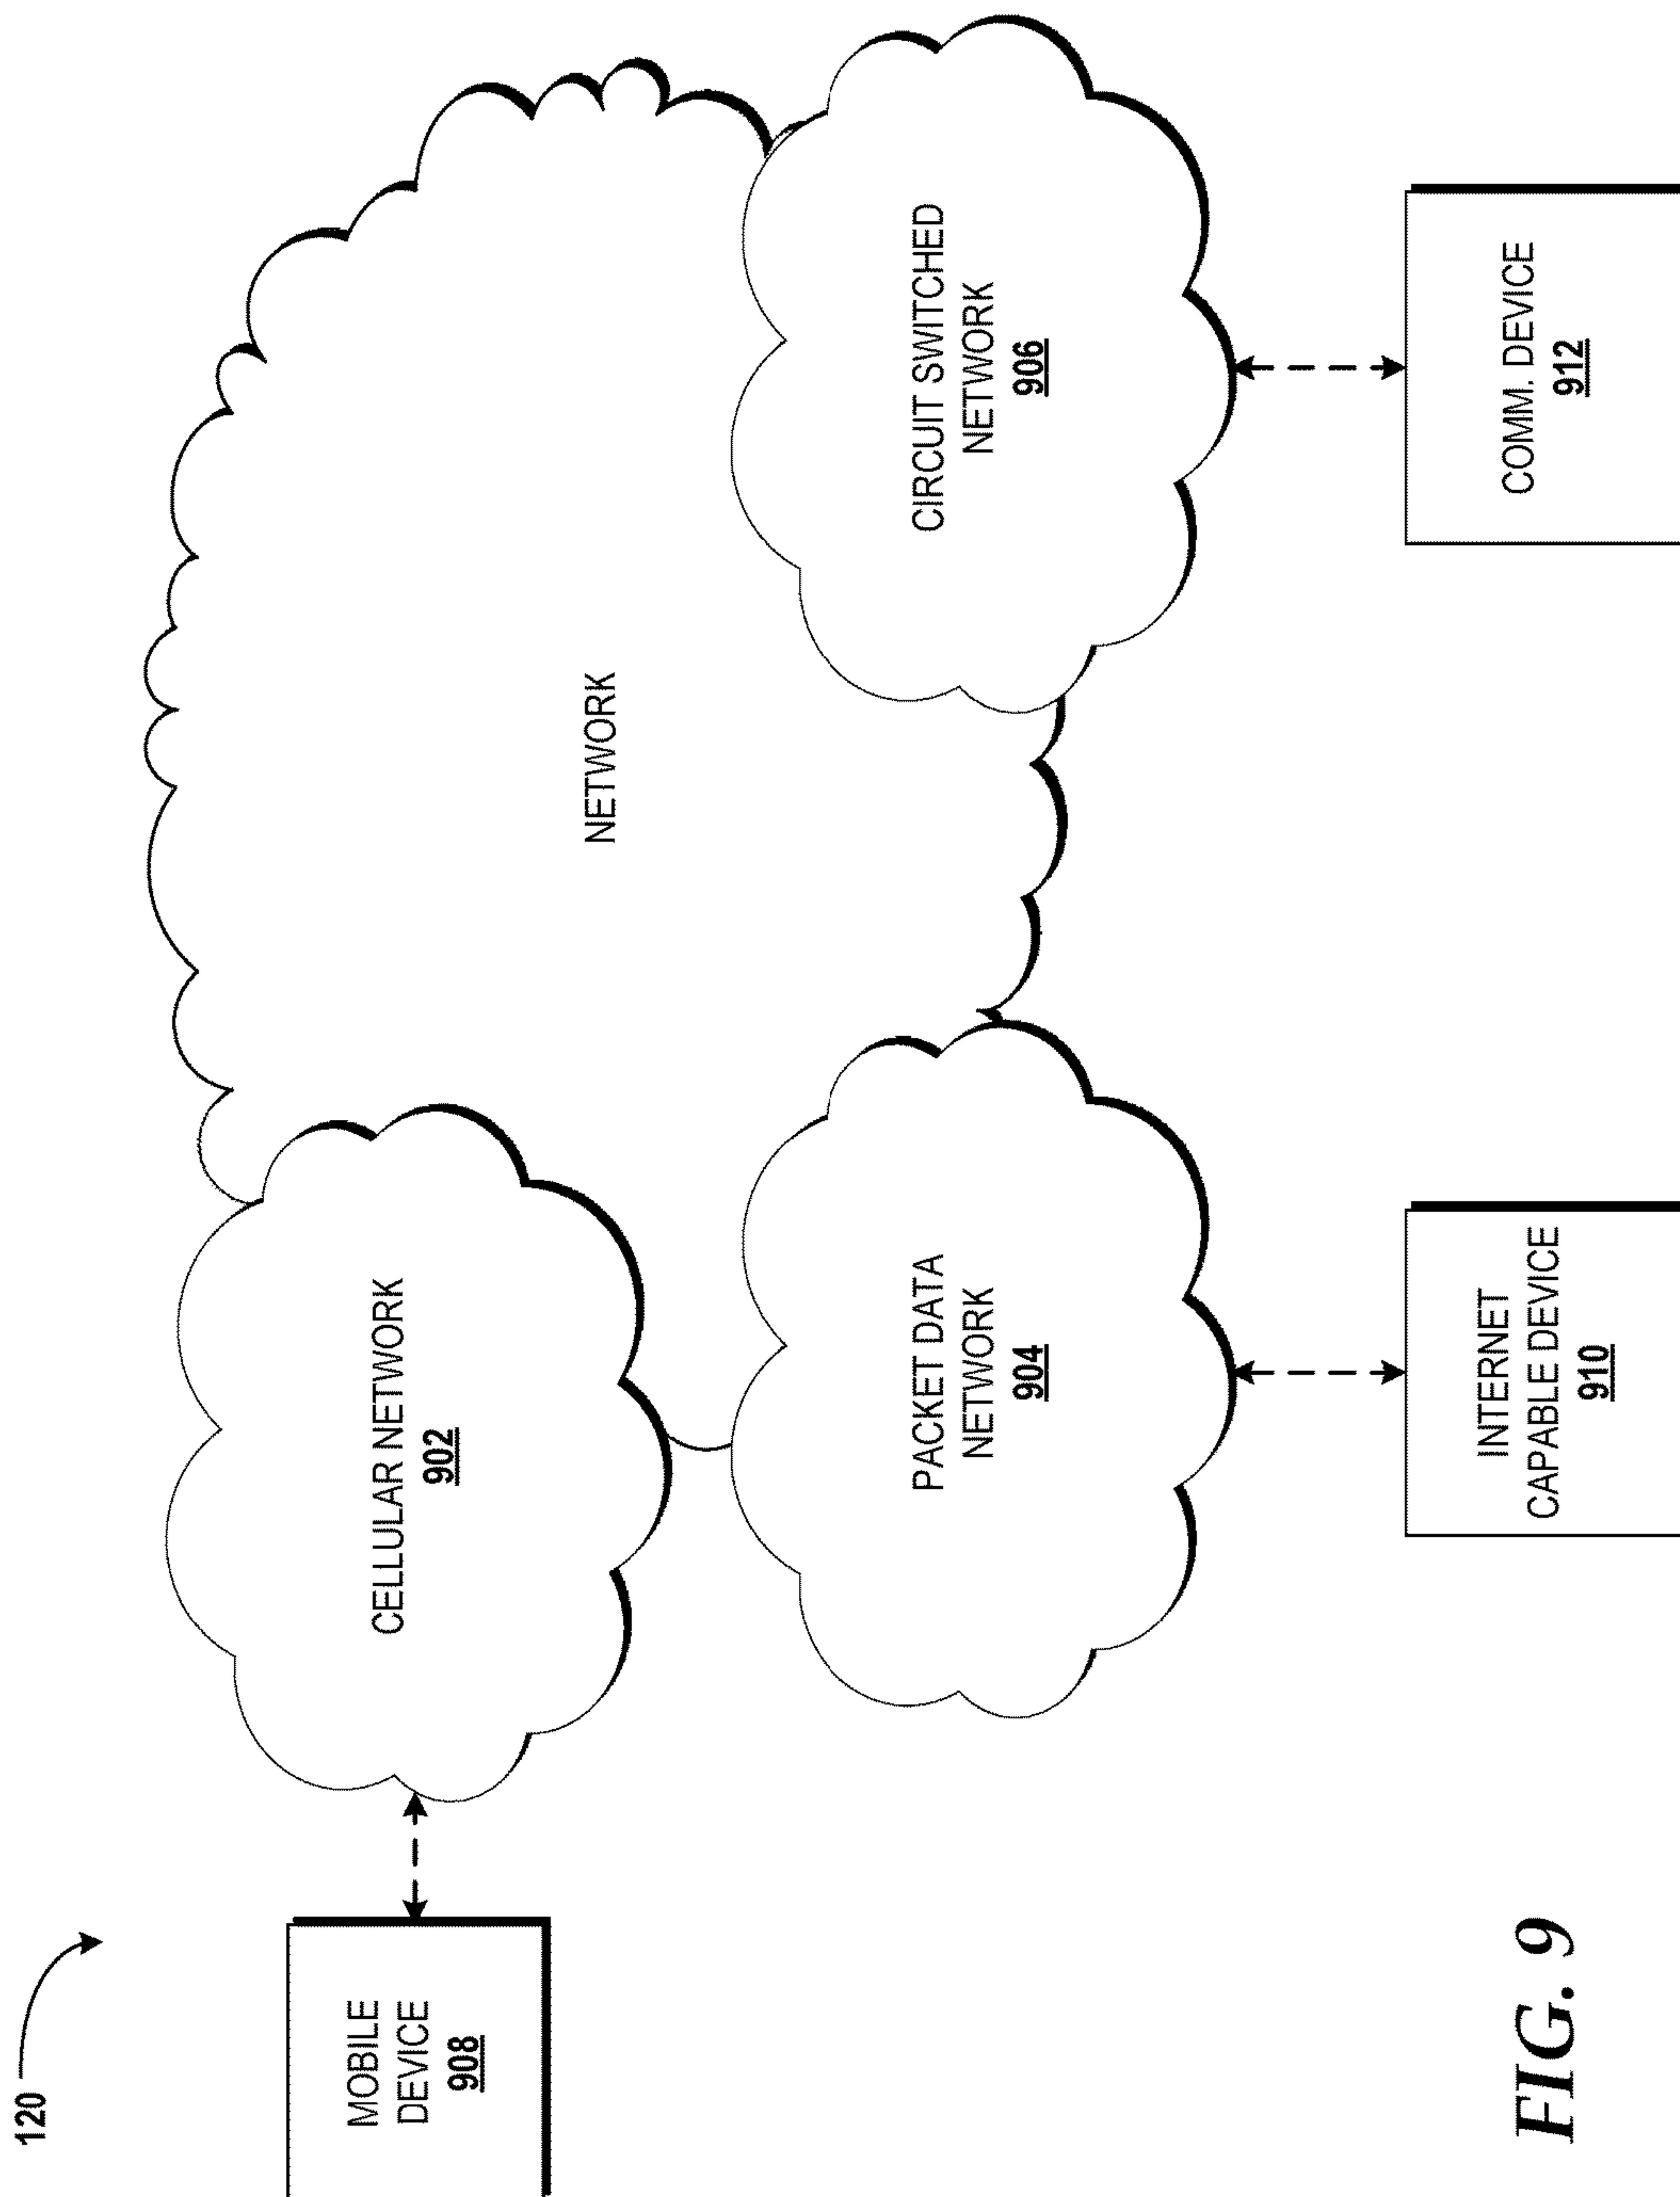 120
MOBILE
DEVICE
908
CELLULAR NETWORK
902
NETWORK
PACKET DATA
NETWORK
904
CIRCUIT SWITCHED
NETWORK
906
INTERNET
CAPABLE DEVICE
910
COMM. DEVICE
912
FIG. 9